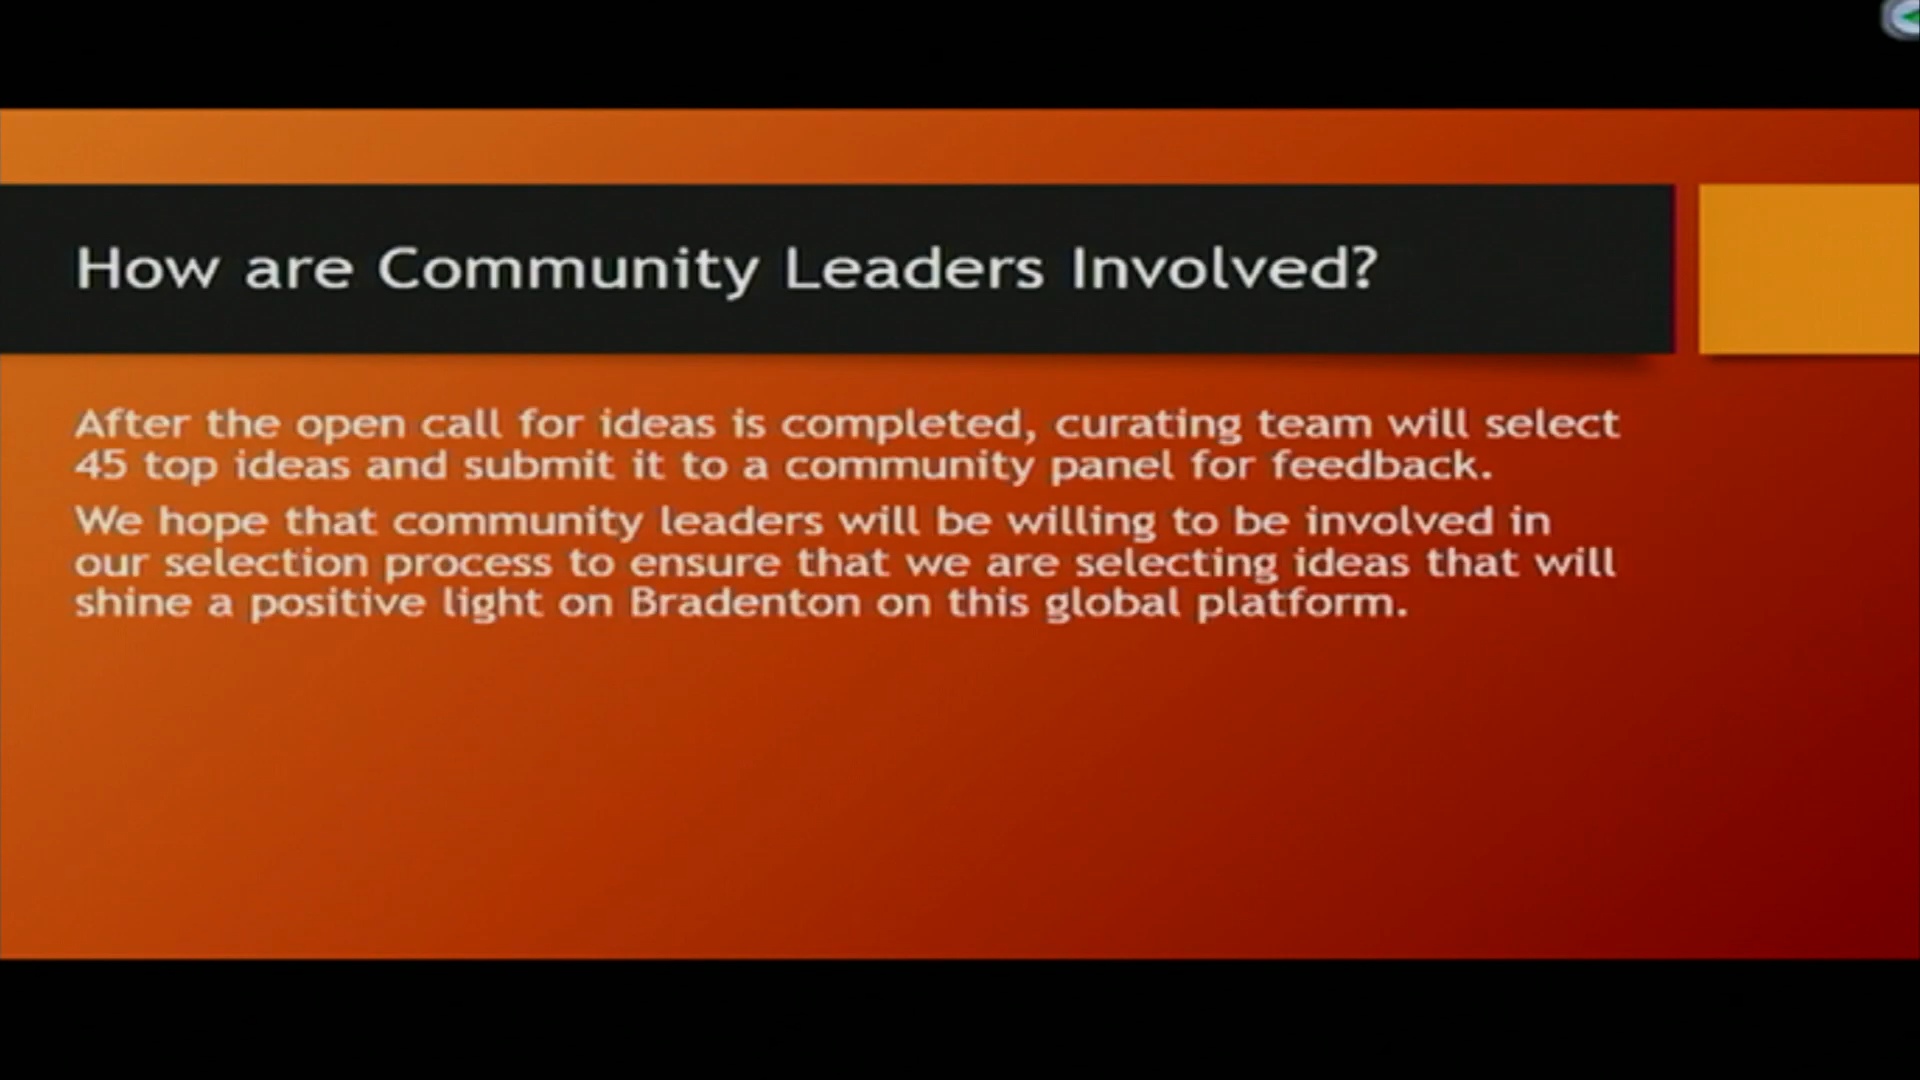 How are Community Leaders Involved?
After the open call for ideas is completed, curating team will select
45 top ideas and submit it to a community panel for feedback.
We hope that community leaders will be willing to be involved in
our selection process to ensure that we are selecting ideas that will
shine a positive light on Bradenton on this global platform.